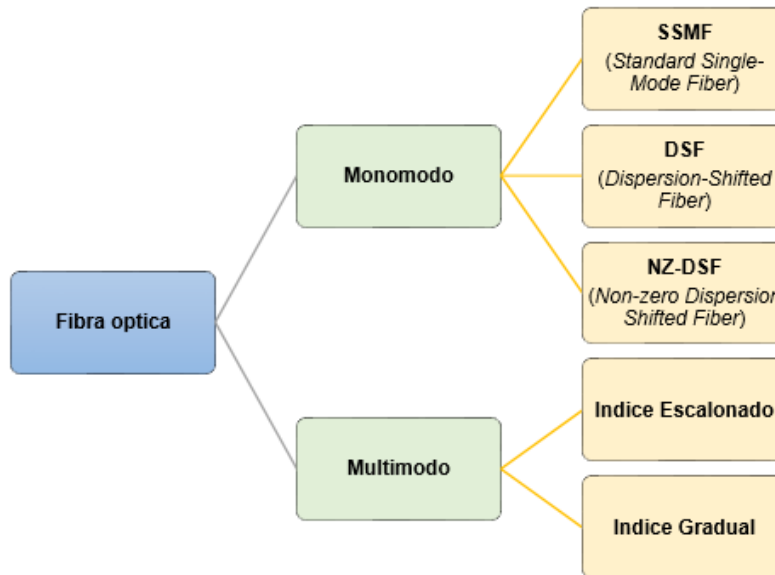 SSMF
(Standard Single-
Mode Fiber)
DSF
(Dispersion-Shifted
Fiber)
NZ-DSF
(Non-zero Dispersion
Shifted Fiber)
Monomodo
Fibra optica
Multimodo
Indice Escalonado
Indice Gradual